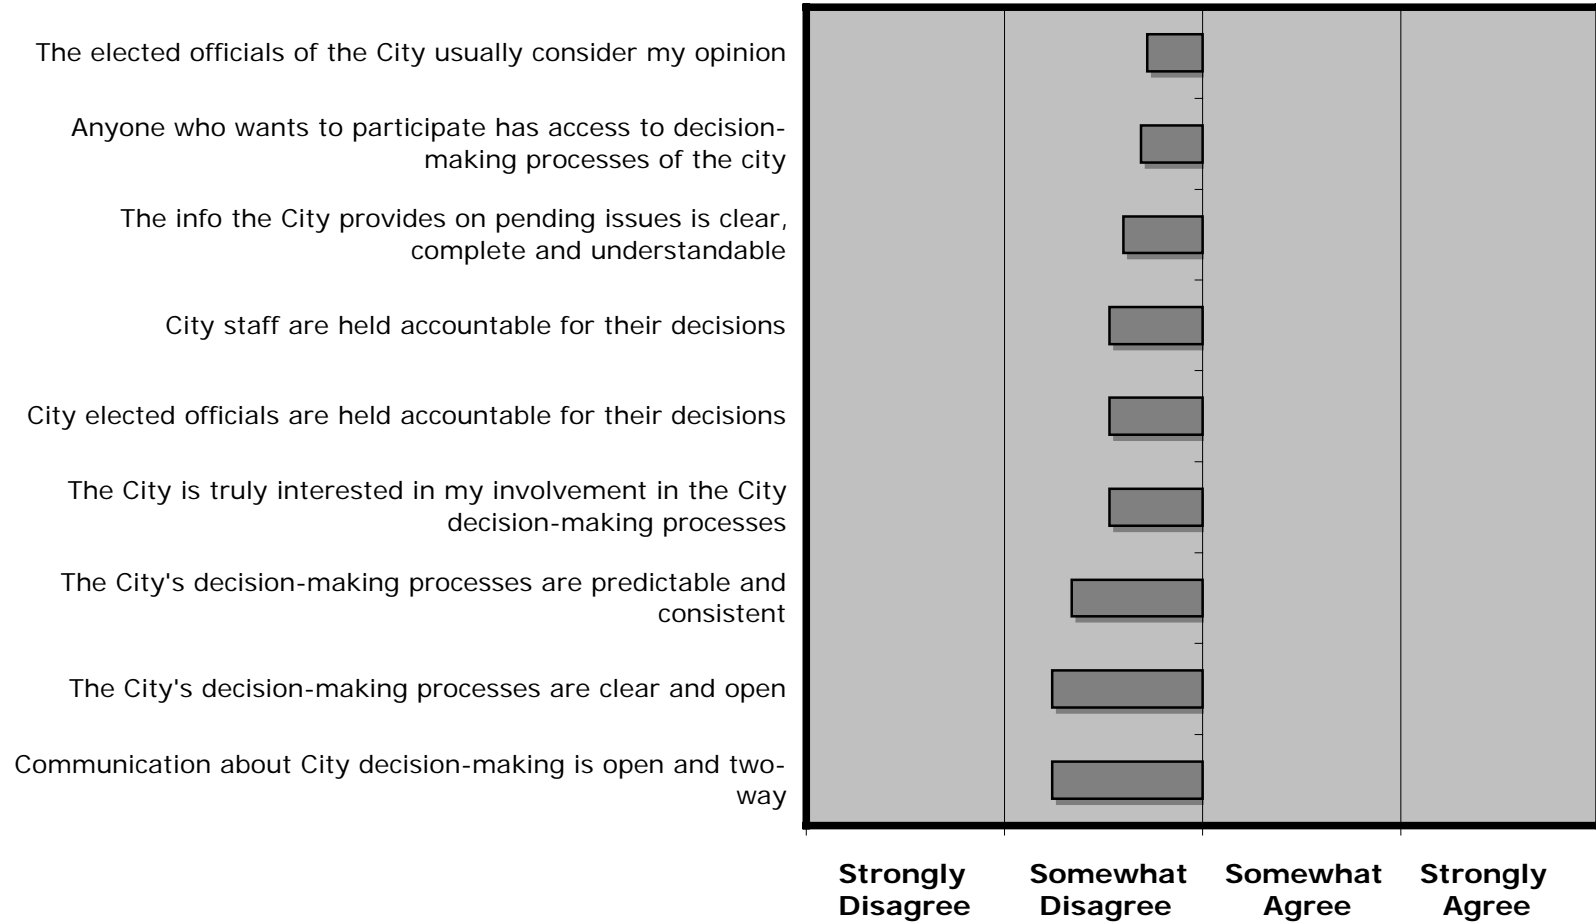 The elected officials of the City usually consider my opinion
Anyone who wants to participate has access to decision-
making processes of the city
The info the City provides on pending issues is clear,
complete and understandable
City staff are held accountable for their decisions
City elected officials are held accountable for their decisions
The City is truly interested in my involvement in the City
decision-making processes
The City's decision-making processes are predictable and
consistent
The City's decision-making processes are clear and open
Communication about City decision-making is open and two-
way
Strongly
Disagree
Somewhat
Disagree
Somewhat
Agree
Strongly
Agree